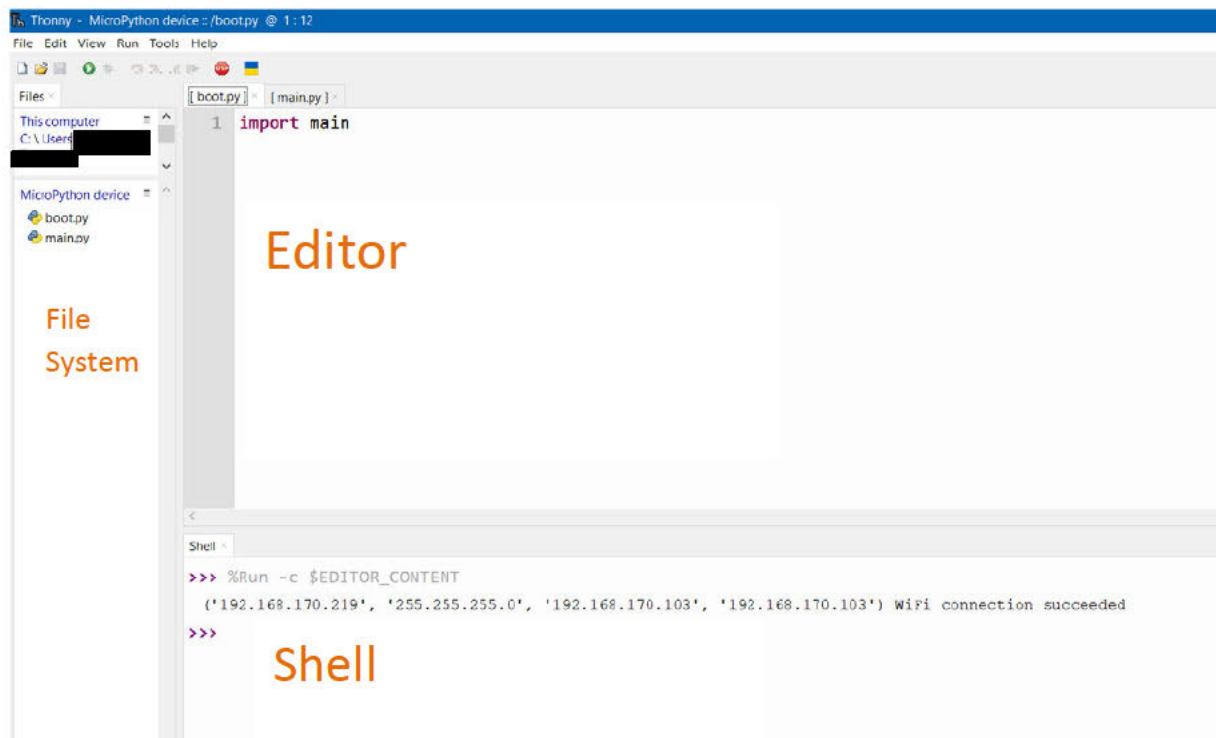 Thonny - MicroPython device :: /boot.py @ 1 : 12
File Edit View Run Tools Help
Files
[ boot.py ] [ main.py ]
This computer
C: \ Users
1 import main
MicroPython device
boot.py
main.py
Editor
File
System
Shell
>>> %Run -c $EDITOR_CONTENT
('192.168.170.219', '255.255.255.0', '192.168.170.103', '192.168.170.103') WiFi connection succeeded
>>>
Shell